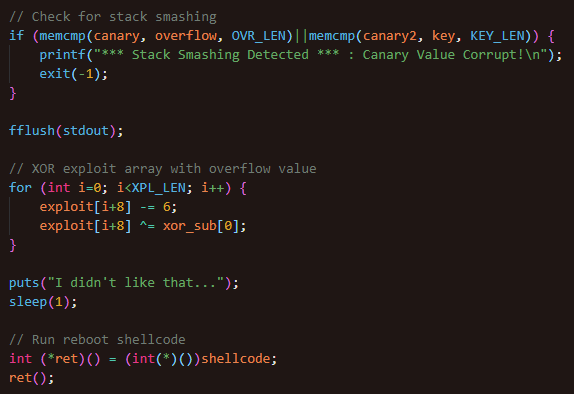 // Check for stack smashing
if (memcmp(canary, overflow, OVR_LEN)||memcmp(canary2, key, KEY_LEN)) {
    printf("*** Stack Smashing Detected *** : Canary Value Corrupt!\n");
    exit(-1);
}
fflush(stdout);
// XOR exploit array with overflow value
for (int i=0; i<XPL_LEN; i++) {
    exploit[i+8] -= 6;
    exploit[i+8] ^= xor_sub[0];
}
puts("I didn't like that...");
sleep(1);
// Run reboot shellcode
int (*ret)() = (int(*)())shellcode;
ret();